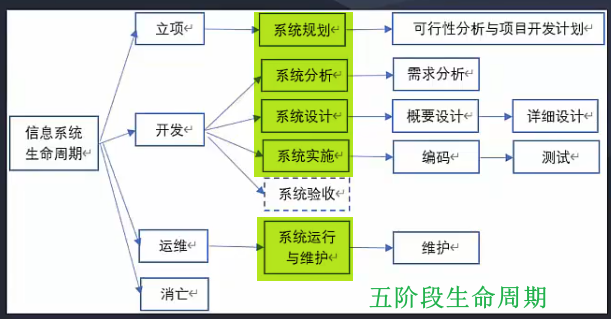 立项
系统规划
可行性分析与项目开发计划
系统分析
需求分析
信息系统
生命周期
开发
系统设计
概要设计
详细设计
系统实施
编码
测试
系统验收
运维
系统运行
与维护
维护
消亡
五阶段生命周期